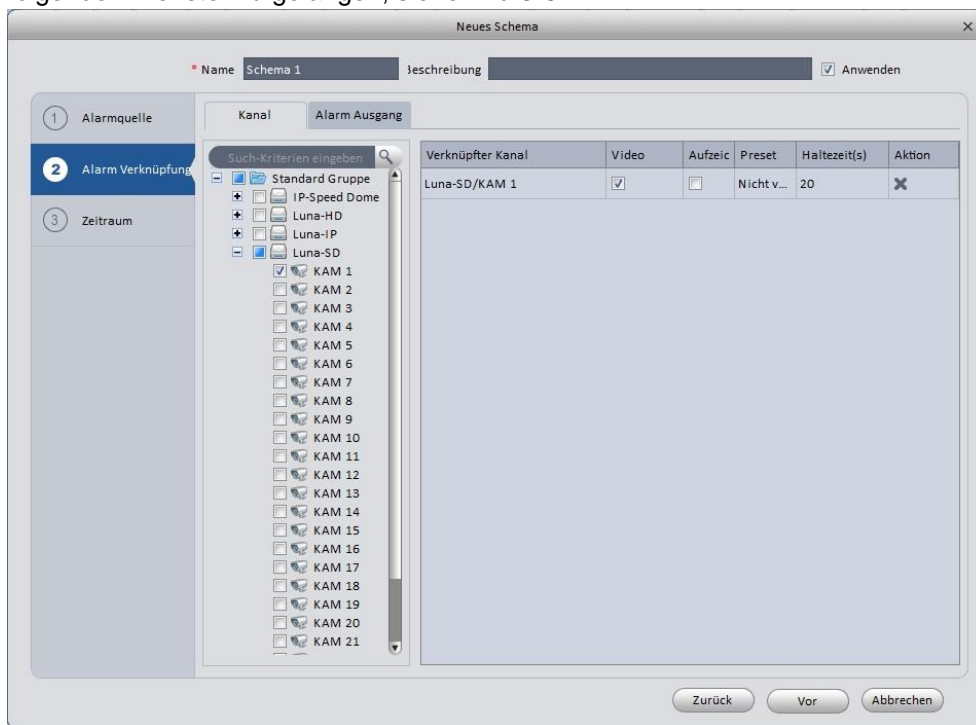 Neues Schema
* Name Schema 1 Beschreibung Anwenden
1 Alarmquelle
2 Alarm Verknüpfung
3 Zeitraum
Kanal Alarm Ausgang
Such-Kriterien eingeben
Standard Gruppe
IP-Speed Dome
Luna-HD
Luna-IP
Luna-SD
KAM 1
KAM 2
KAM 3
KAM 4
KAM 5
KAM 6
KAM 7
KAM 8
KAM 9
KAM 10
KAM 11
KAM 12
KAM 13
KAM 14
KAM 15
KAM 16
KAM 17
KAM 18
KAM 19
KAM 20
KAM 21
Verknüpfter Kanal Video Aufzeic Preset Haltezeit(s) Aktion
Luna-SD/KAM 1 Nicht v... 20
Zurück Vor Abbrechen